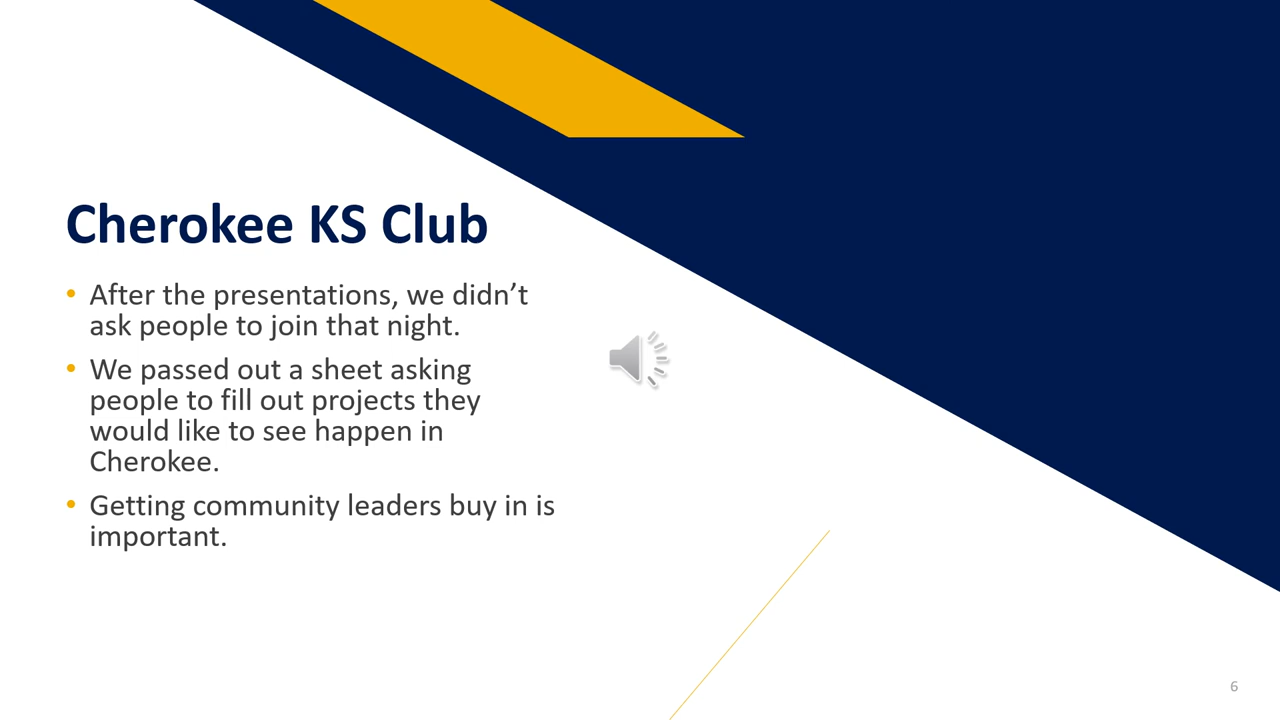 Cherokee KS Club
• After the presentations, we didn’t
ask people to join that night.
• We passed out a sheet asking
people to fill out projects they
would like to see happen in
Cherokee.
• Getting community leaders buy in is
important.
6